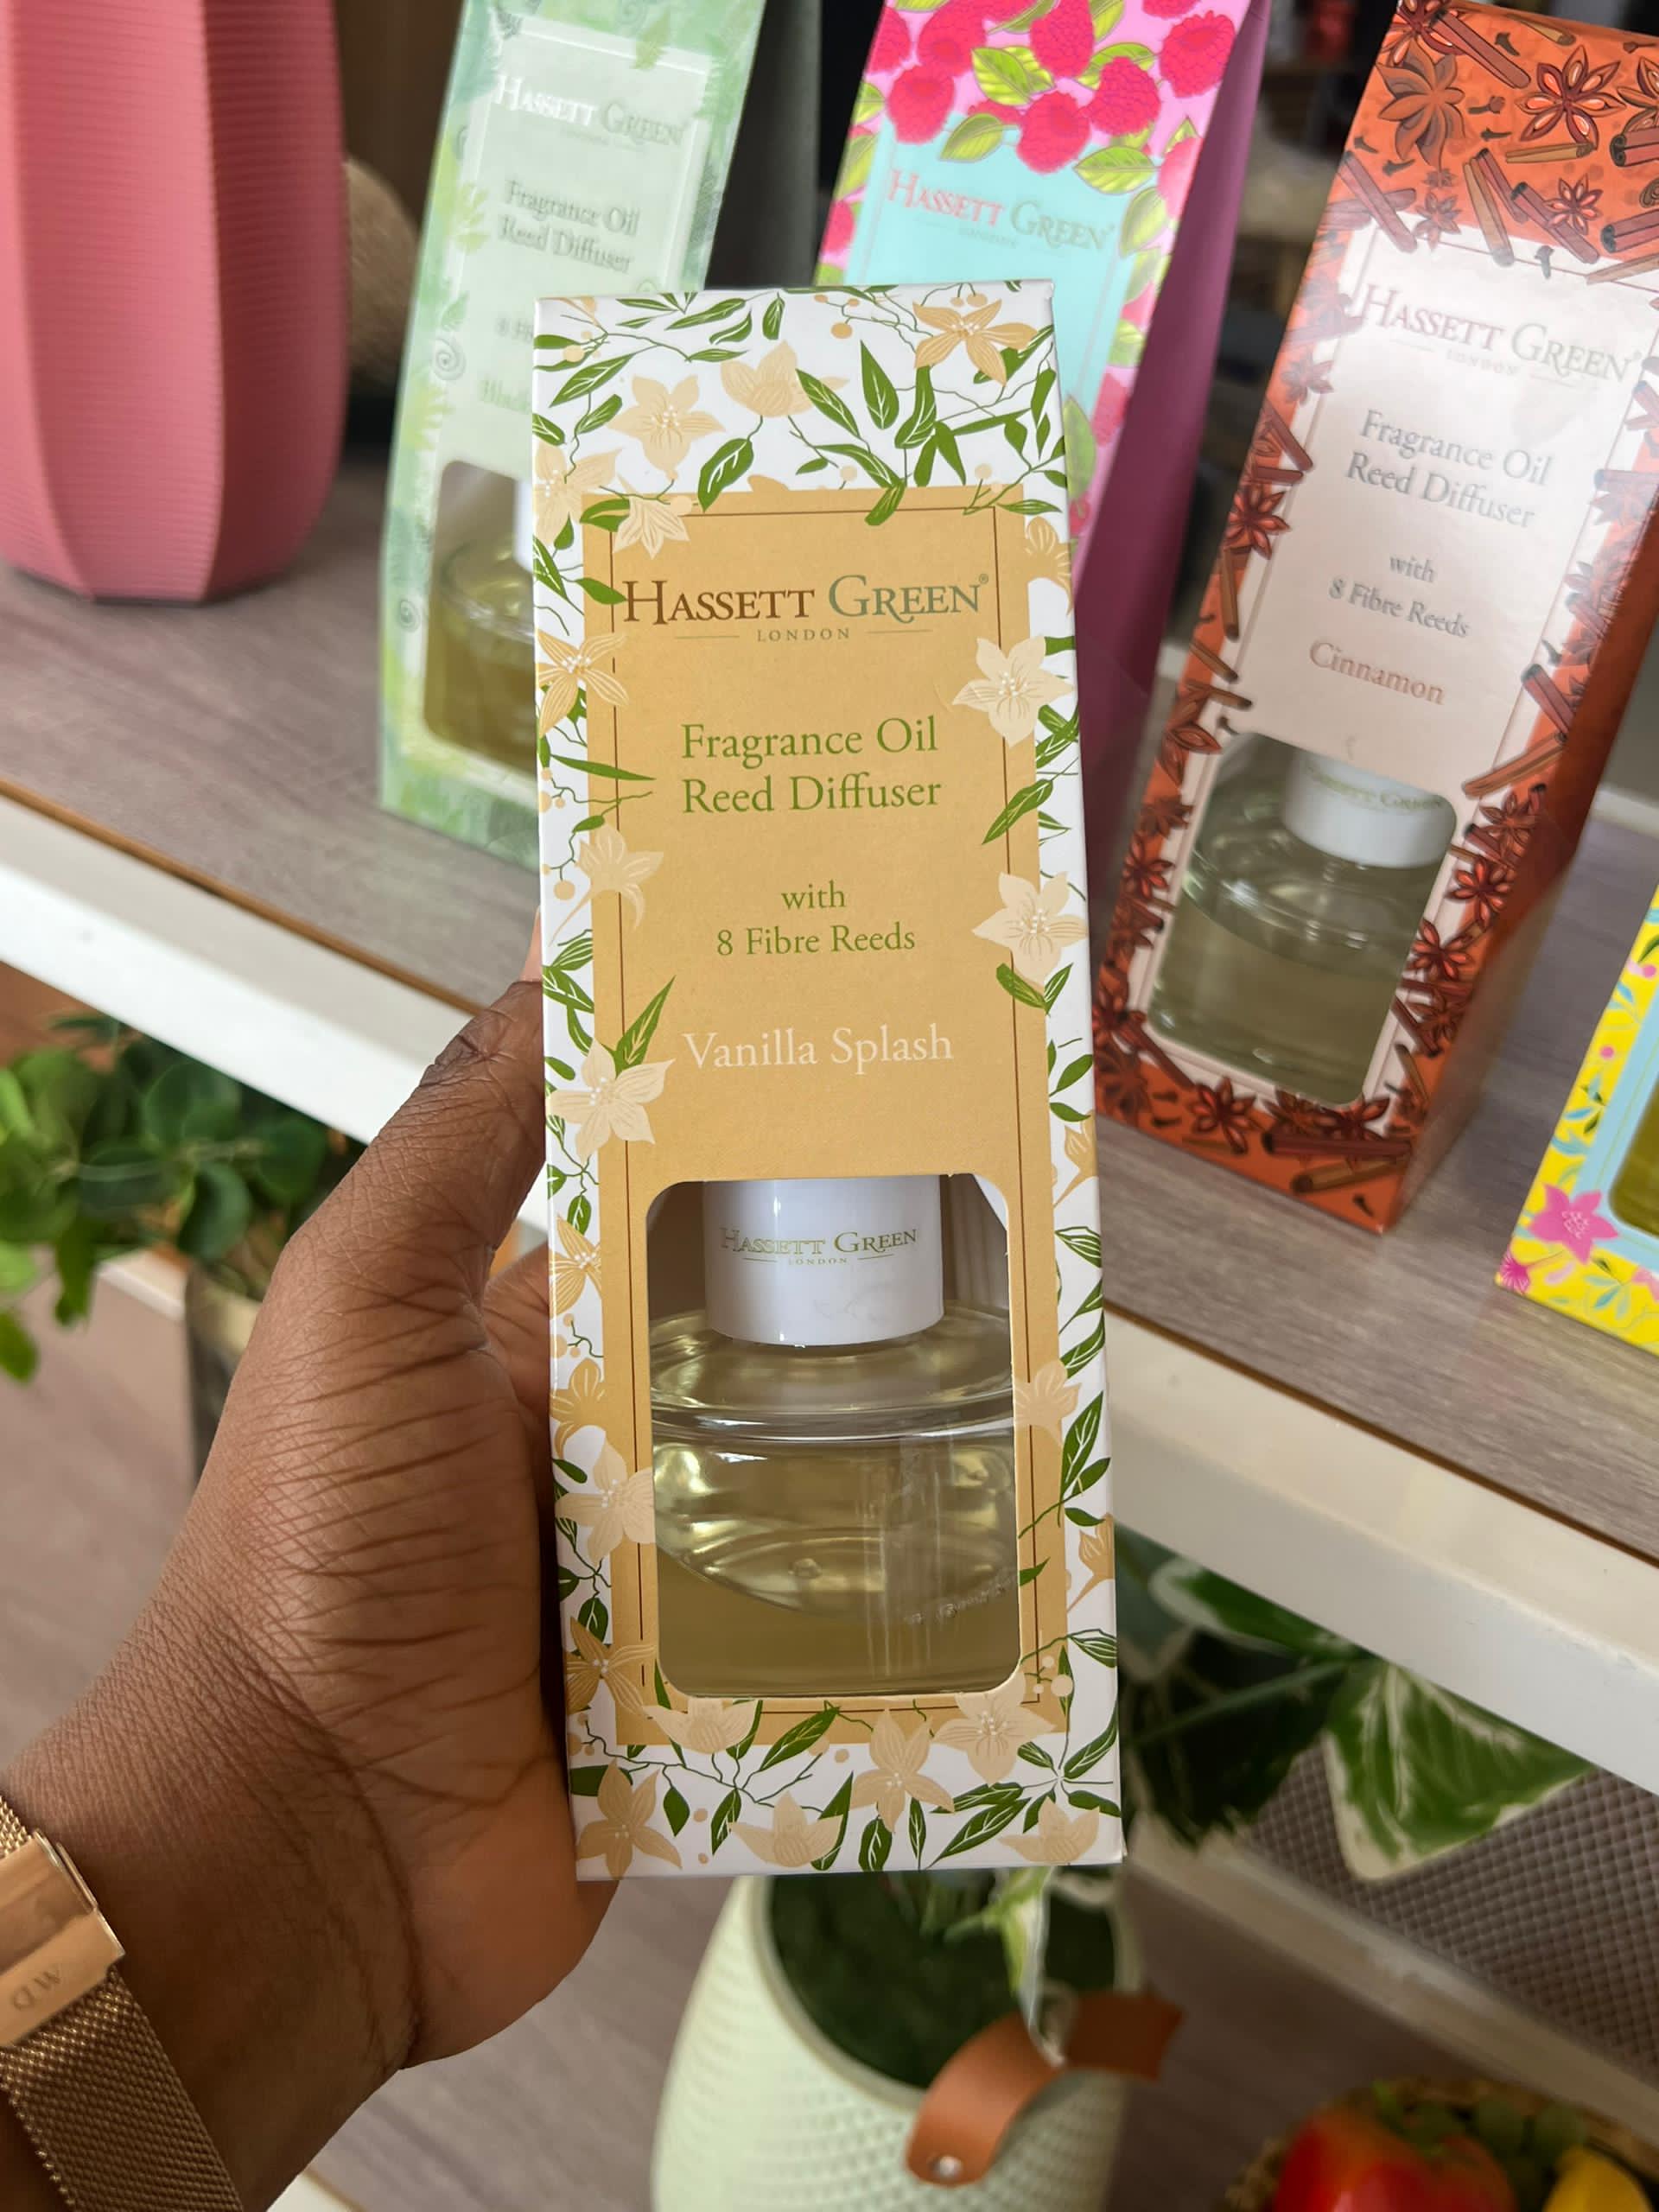 HASSETT GREEN
Fragrance Oil
Reed Diffuser
HASSETT GREEN®
LONDON
HASSETT GREEN®
LONDON
Fragrance Oil
Reed Diffuser
with
8 Fibre Reeds
Cinnamon
HASSETT GREEN
HASSETT GREEN®
LONDON
Fragrance Oil
Reed Diffuser
with
8 Fibre Reeds
Vanilla Splash
HASSETT GREEN
LONDON